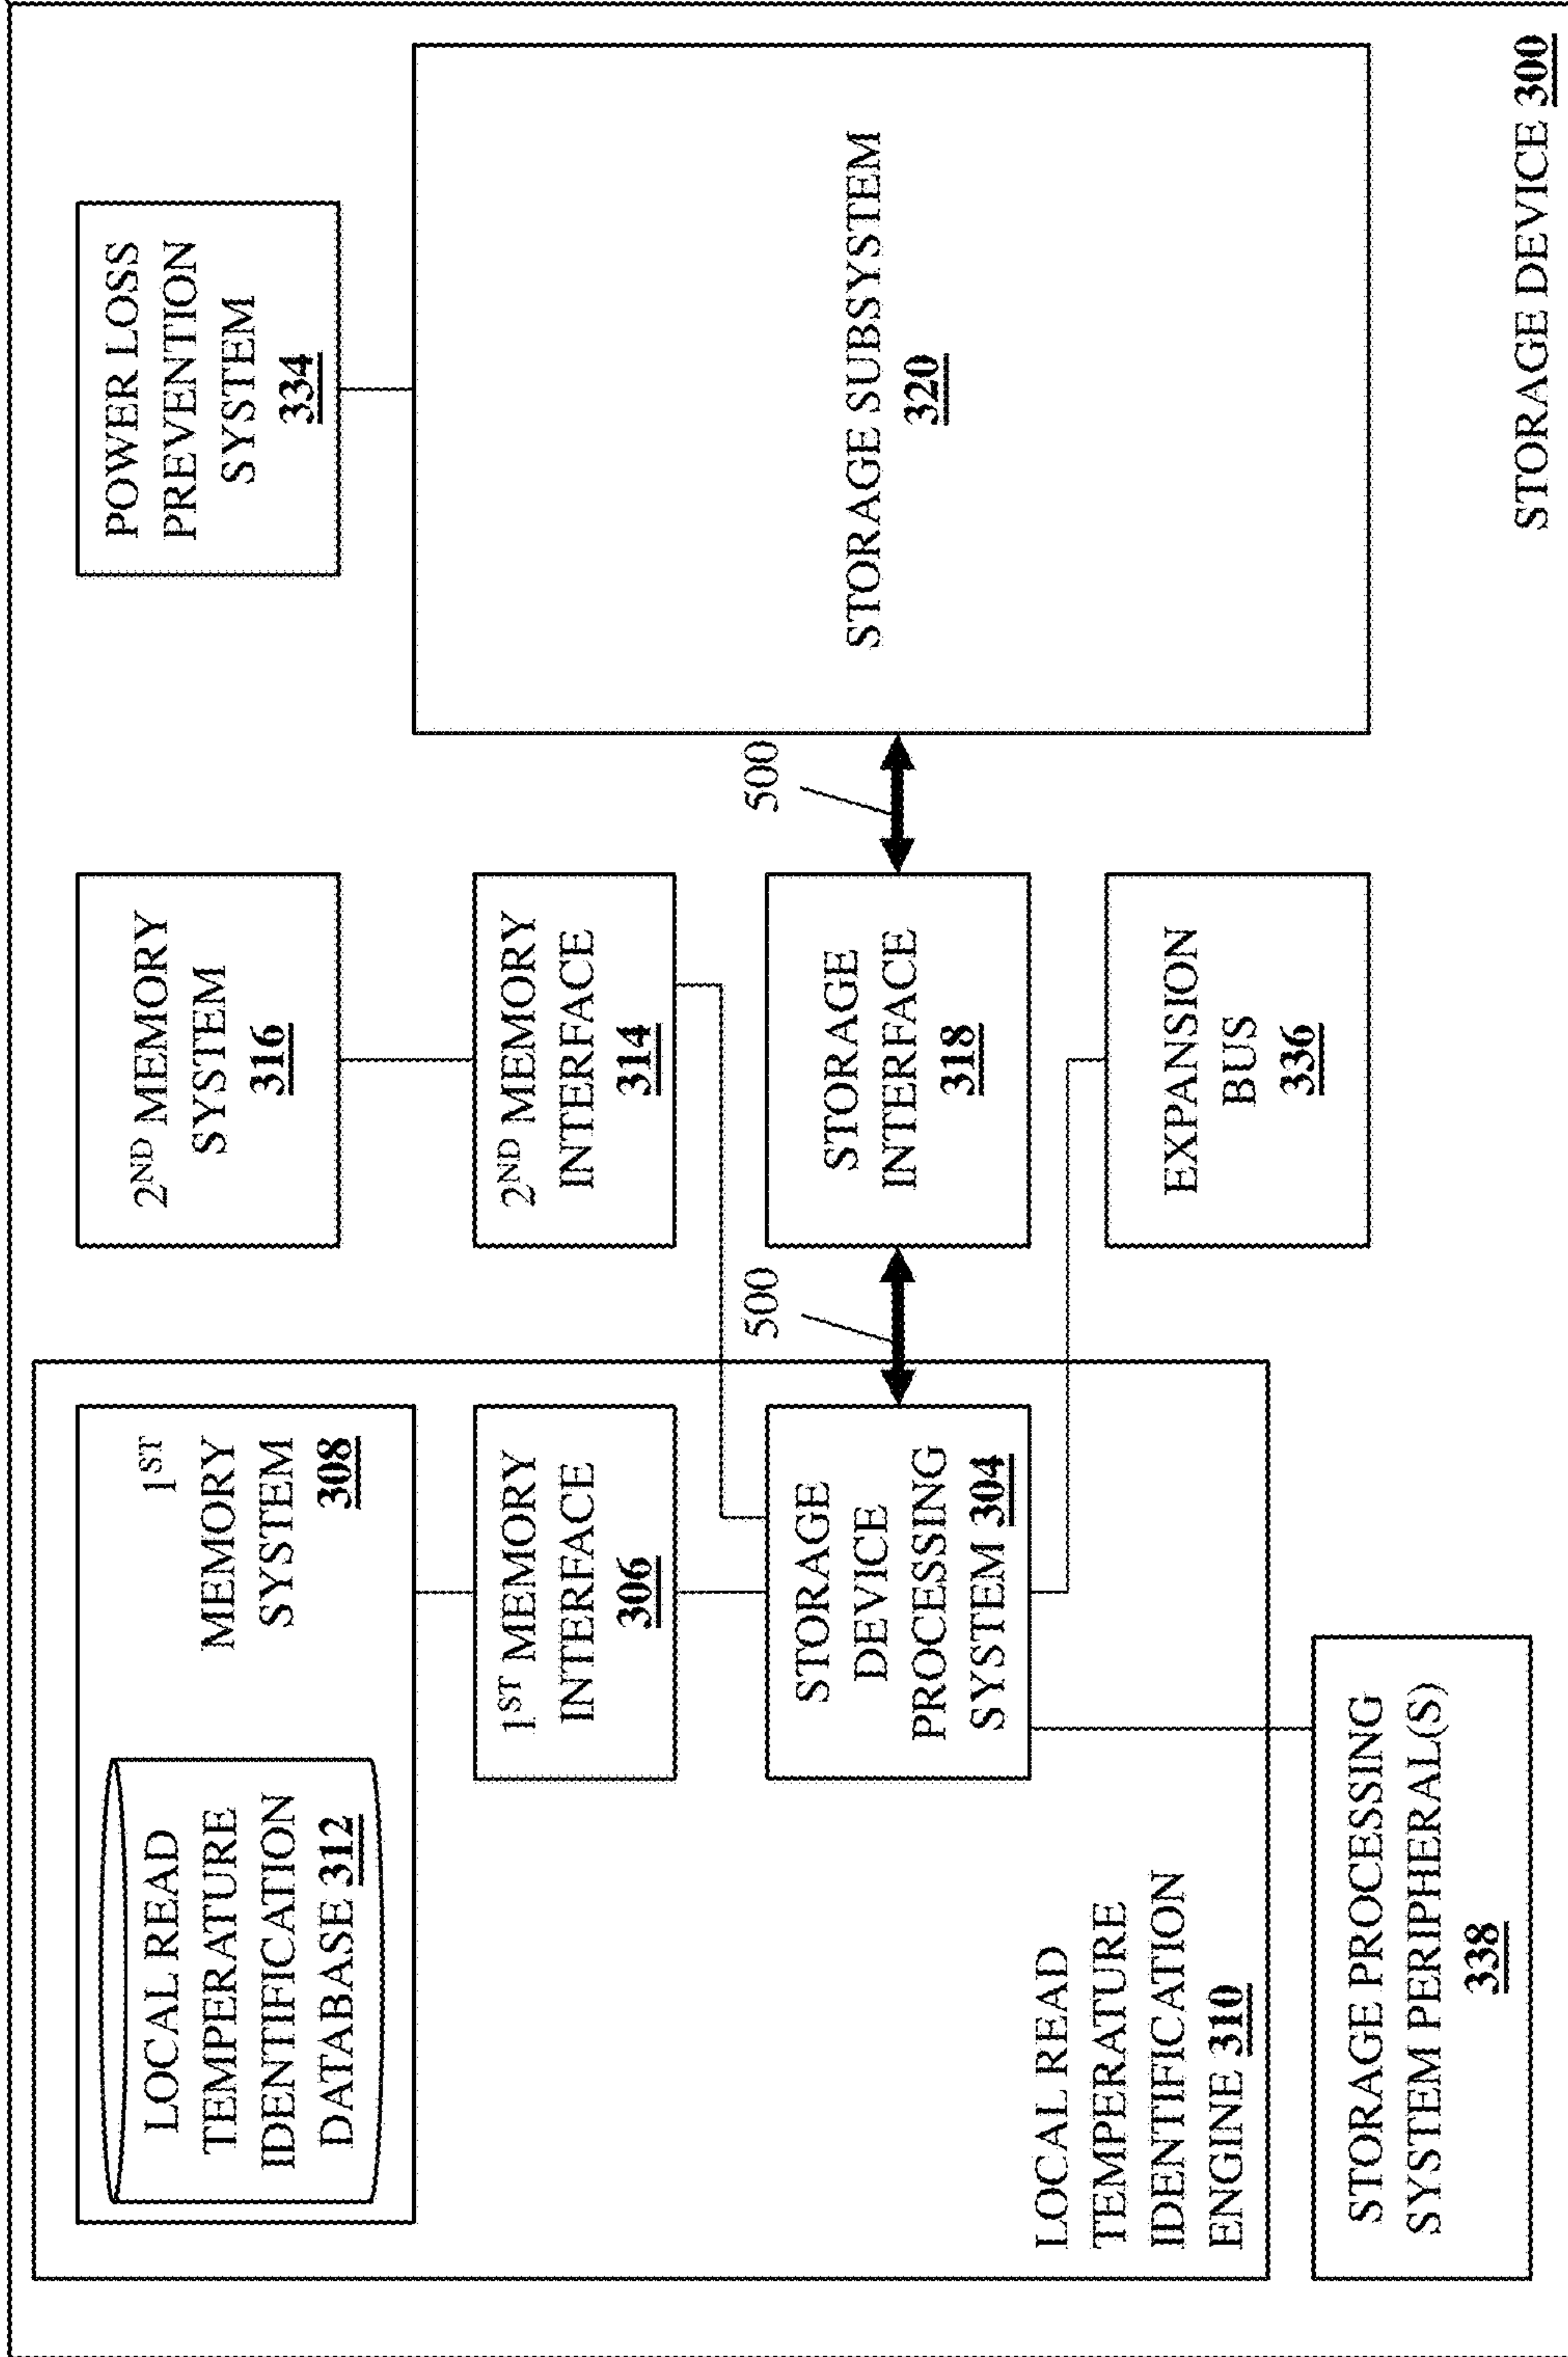 LOCAL READ
TEMPERATURE
IDENTIFICATION
DATABASE 312
1ST
MEMORY
SYSTEM
308
2ND MEMORY
SYSTEM
316
POWER LOSS
PREVENTION
SYSTEM
334
1ST MEMORY
INTERFACE
306
2ND MEMORY
INTERFACE
314
STORAGE
DEVICE
PROCESSING
SYSTEM 304
500
STORAGE
INTERFACE
318
500
STORAGE SUBSYSTEM
320
LOCAL READ
TEMPERATURE
IDENTIFICATION
ENGINE 310
EXPANSION
BUS
336
STORAGE PROCESSING
SYSTEM PERIPHERAL(S)
338
STORAGE DEVICE 300